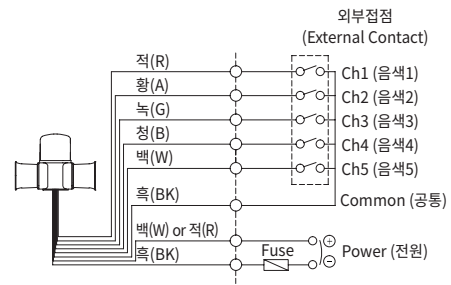 외부접점
(External Contact)
적(R)
Ch1 (음색1)
황(A)
Ch2 (음색2)
녹(G)
Ch3 (음색3)
청(B)
Ch4 (음색4)
백(W)
Ch5 (음색5)
흑(BK)
Common (공통)
백(W) or 적(R)
Fuse
Power (전원)
흑(BK)